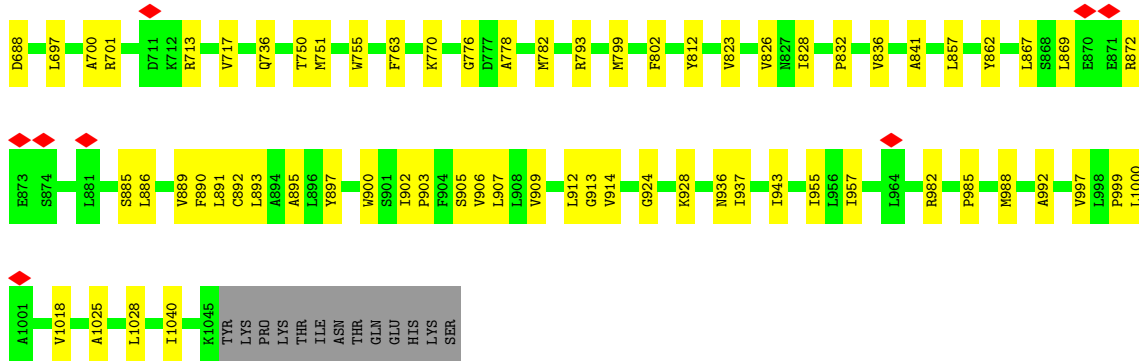 D688 L697 A700 R701 D711 K712 R713 V717 Q736 T750 M751 W755 F763 K770 G776 D777 A778 M782 R793 M799 F802 Y812 V823 V826 N827 I828 P832 V836 A841 L857 Y862 L867 S868 L869 E870 E871 R872
E873 S874 L881 S885 L886 V889 F890 L891 C892 L893 A894 A895 L896 Y897 W900 S901 I902 P903 F904 S905 V906 L907 L908 V909 L912 G913 V914 G924 K928 N936 I937 I943 I955 L956 I957 L964 R982 P985 M988 A992 V997 L998 P999 L1000
A1001 V1018 A1025 L1028 I1040 K1045 TYR LYS PRO LYS THR ILE ASN THR GLN GLU HIS LYS SER